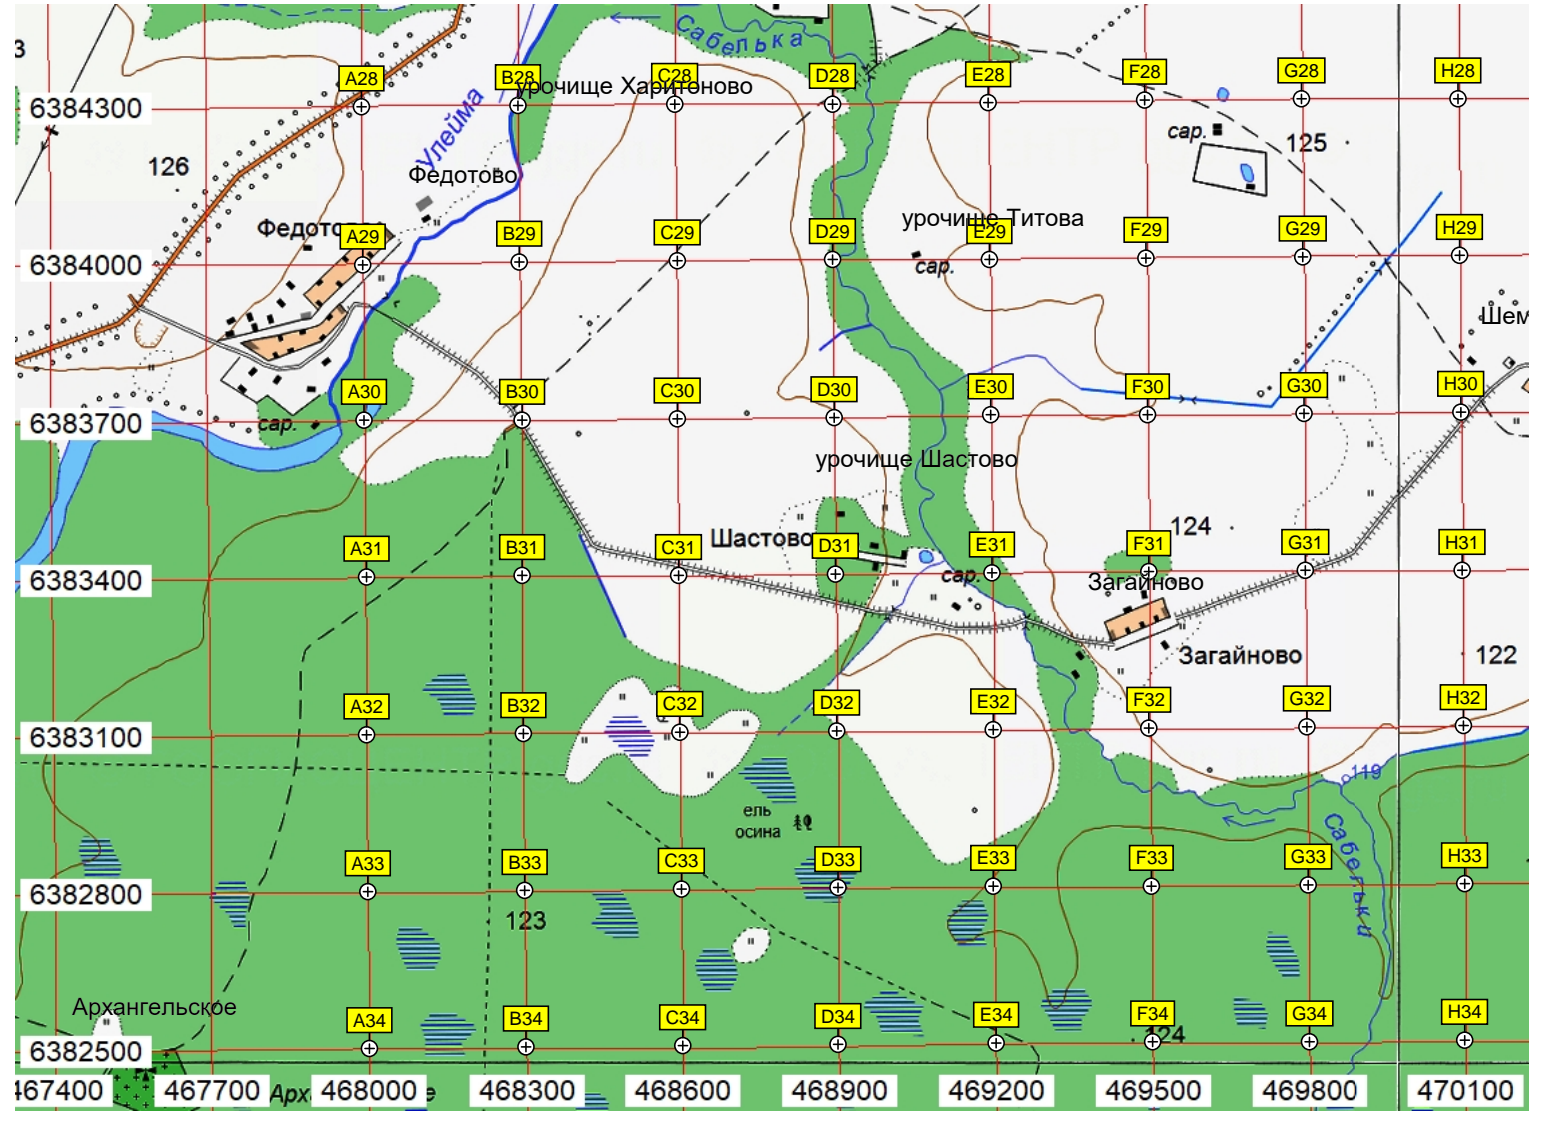 Сабелька
3
A28 B28 C28 D28 E28 F28 G28 H28
урочище Харитоново
6384300
Улейма
сар.
125
126
Федотово
урочище Титова
A29 B29 C29 D29 E29 F29 G29 H29
сар.
6384000
Шем
A30 B30 C30 D30 E30 F30 G30 H30
6383700
сар.
урочище Шастово
124
Шастово
A31 B31 C31 D31 E31 F31 G31 H31
6383400
сар.
Загайново
Загайново
122
A32 B32 C32 D32 E32 F32 G32 H32
6383100
119
ель
осина
Сабельки
A33 B33 C33 D33 E33 F33 G33 H33
6382800
123
Архангельское
A34 B34 C34 D34 E34 F34 G34 H34
124
6382500
467400 467700 468000 468300 468600 468900 469200 469500 469800 470100